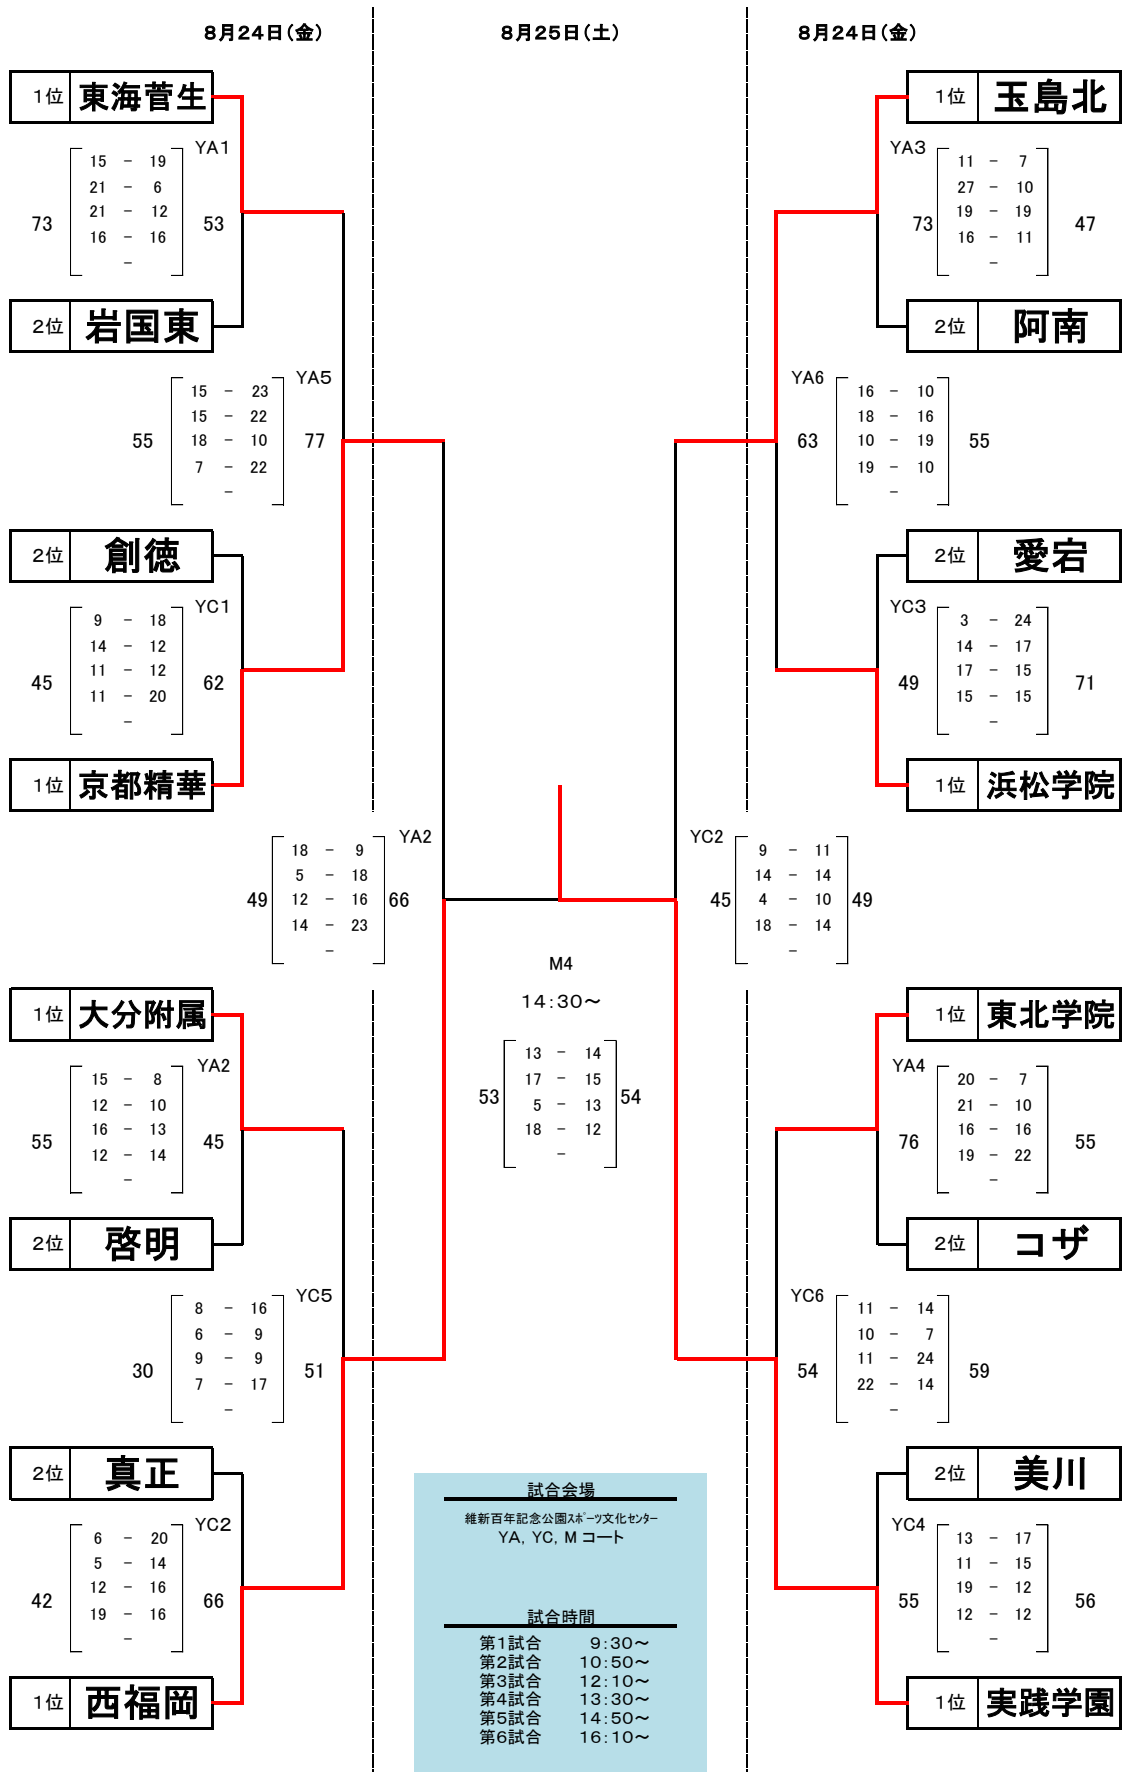 8月24日(金)
8月25日(土)
8月24日(金)
1位 東海菅生
YA1
15 - 19
21 - 6
21 - 12
16 - 16
-
73
53
2位 岩国東
YA5
15 - 23
15 - 22
18 - 10
7 - 22
-
55
77
2位 創徳
YC1
9 - 18
14 - 12
11 - 12
11 - 20
-
45
62
1位 京都精華
YA2
18 - 9
5 - 18
12 - 16
14 - 23
-
49
66
1位 大分附属
YA2
15 - 8
12 - 10
16 - 13
12 - 14
-
55
45
2位 啓明
YC5
8 - 16
6 - 9
9 - 9
7 - 17
-
30
51
2位 真正
YC2
6 - 20
5 - 14
12 - 16
19 - 16
-
42
66
1位 西福岡
M4
14:30～
13 - 14
17 - 15
5 - 13
18 - 12
-
53
54
試合会場
維新百年記念公園スポーツ文化センター
YA, YC, M コート
試合時間
第1試合 9:30～
第2試合 10:50～
第3試合 12:10～
第4試合 13:30～
第5試合 14:50～
第6試合 16:10～
1位 玉島北
YA3
11 - 7
27 - 10
19 - 19
16 - 11
-
73
47
2位 阿南
YA6
16 - 10
18 - 16
10 - 19
19 - 10
-
63
55
2位 愛宕
YC3
3 - 24
14 - 17
17 - 15
15 - 15
-
49
71
1位 浜松学院
YC2
9 - 11
14 - 14
4 - 10
18 - 14
-
45
49
1位 東北学院
YA4
20 - 7
21 - 10
16 - 16
19 - 22
-
76
55
2位 コザ
YC6
11 - 14
10 - 7
11 - 24
22 - 14
-
54
59
2位 美川
YC4
13 - 17
11 - 15
19 - 12
12 - 12
-
55
56
1位 実践学園